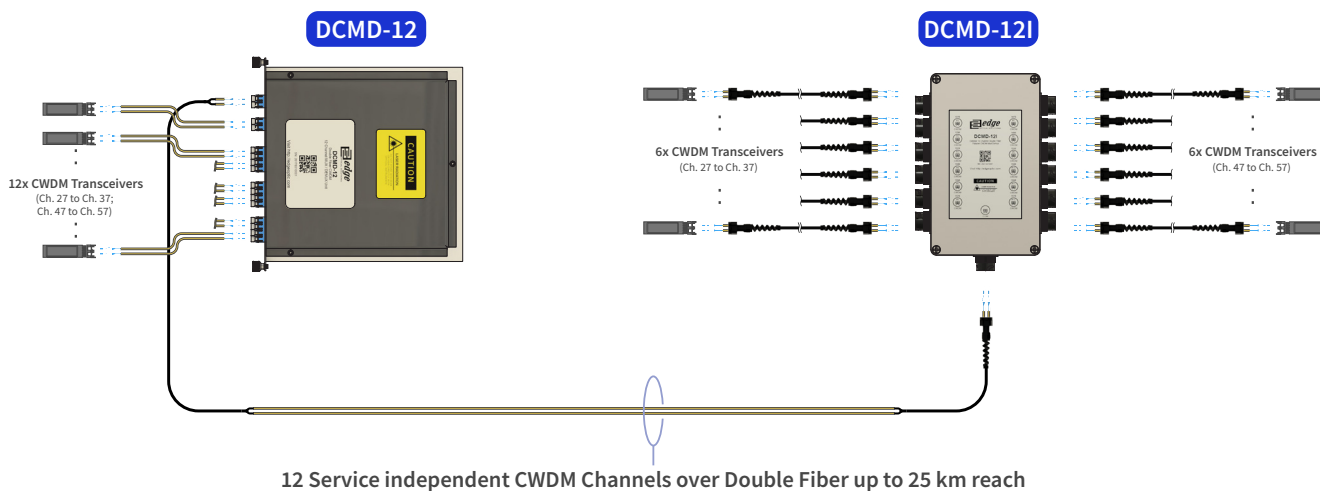 DCMD-12
DCMD-12I
12x CWDM Transceivers
(Ch. 27 to Ch. 37;
Ch. 47 to Ch. 57)
edge
DCMD-12
CAUTION
6x CWDM Transceivers
(Ch. 27 to Ch. 37)
edge
DCMD-12I
CAUTION
6x CWDM Transceivers
(Ch. 47 to Ch. 57)
12 Service independent CWDM Channels over Double Fiber up to 25 km reach